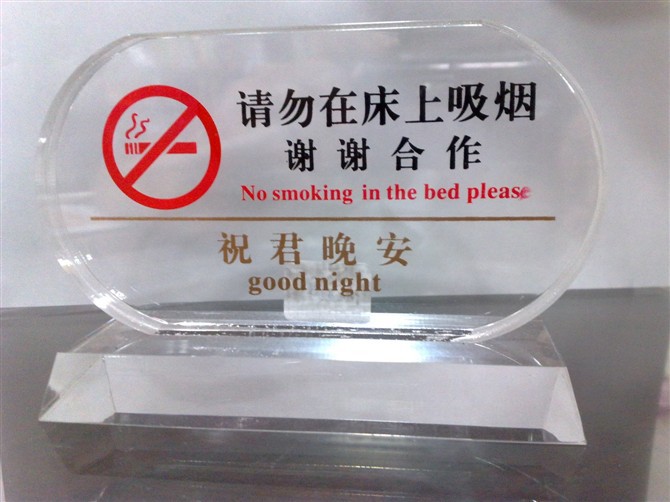 请勿在床上吸烟
谢谢合作
No smoking in the bed please
祝君晚安
good night